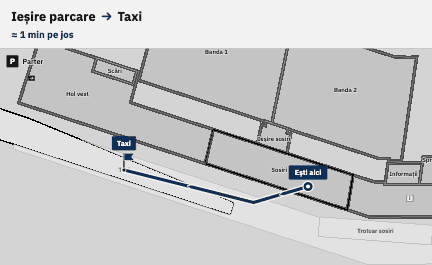 Ieșire parcare → Taxi
≈ 1 min pe jos
Banda 1
P Parter
Scări
Hol vest
Banda 2
Ieșire sosiri
Taxi
Sosiri
Ești aici
Informații
Trotuar sosiri